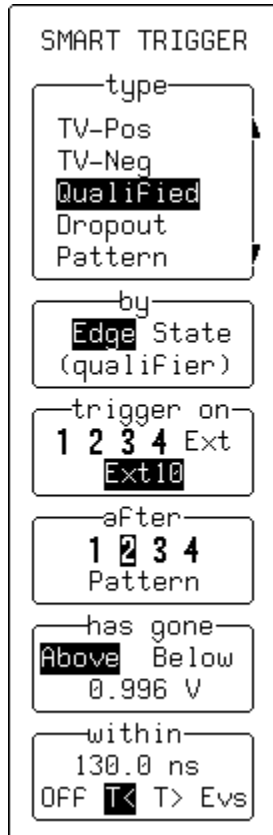 SMART TRIGGER
type
TV-Pos
TV-Neg
Qualified
Dropout
Pattern
by
Edge State
(qualifier)
trigger on
1 2 3 4 Ext
Ext10
after
1 2 3 4
Pattern
has gone
Above Below
0.996 V
within
130.0 ns
OFF T< T> Evs